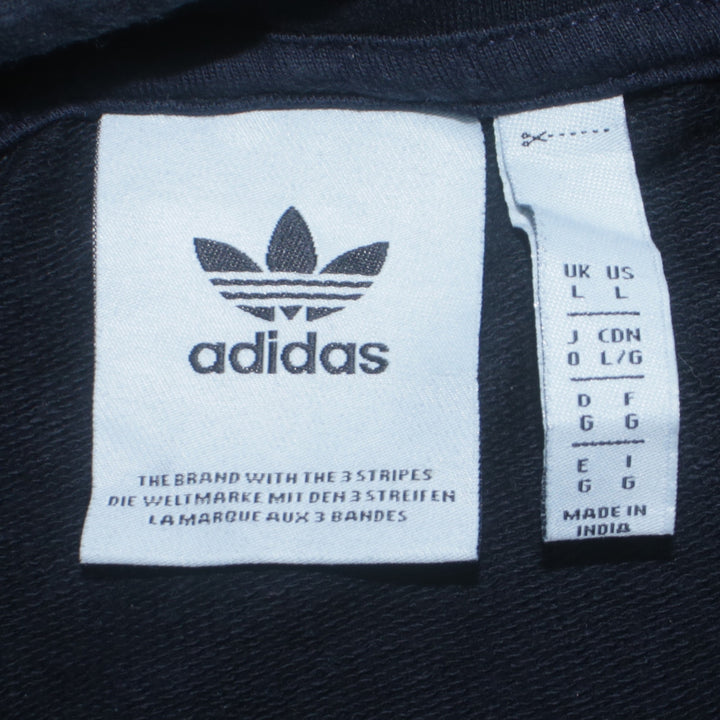 adidas
THE BRAND WITH THE 3 STRIPES
DIE WELTMARKE MIT DEN 3 STREIFEN
LA MARQUE AUX 3 BANDES
UK US
L L
J CDN
O L/G
D F
G G
E I
G G
MADE IN
INDIA